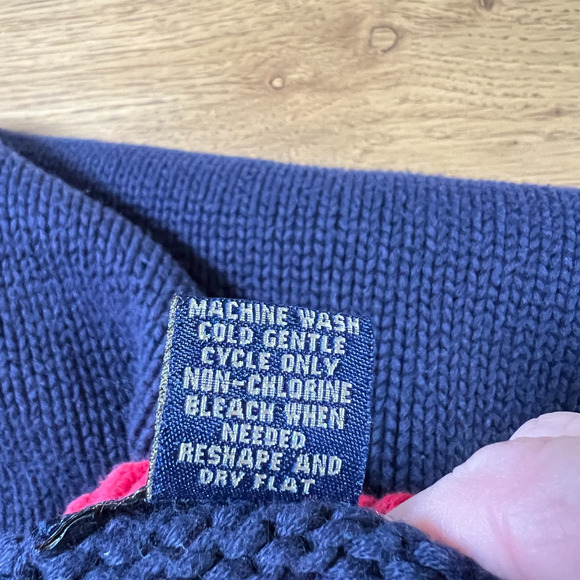 MACHINE WASH
COLD GENTLE
CYCLE ONLY
NON-CHLORINE
BLEACH WHEN
NEEDED
RESHAPE AND
DRY FLAT